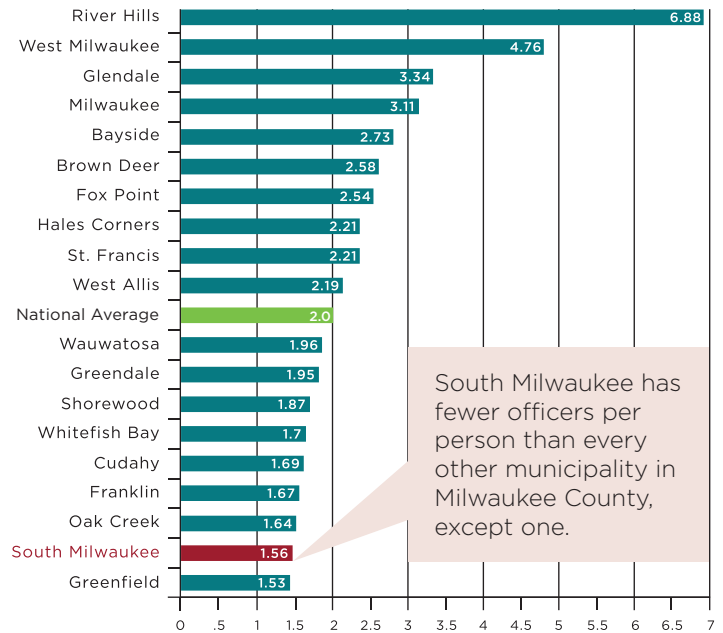 River Hills 6.88
West Milwaukee 4.76
Glendale 3.34
Milwaukee 3.11
Bayside 2.73
Brown Deer 2.58
Fox Point 2.54
Hales Corners 2.21
St. Francis 2.21
West Allis 2.19
National Average 2.0
Wauwatosa 1.96
Greendale 1.95
Shorewood 1.87
Whitefish Bay 1.7
Cudahy 1.69
Franklin 1.67
Oak Creek 1.64
South Milwaukee 1.56
Greenfield 1.53
South Milwaukee has
fewer officers per
person than every
other municipality in
Milwaukee County,
except one.
0 .5 1 1.5 2 2.5 3 3.5 4 4.5 5 5.5 6 6.5 7